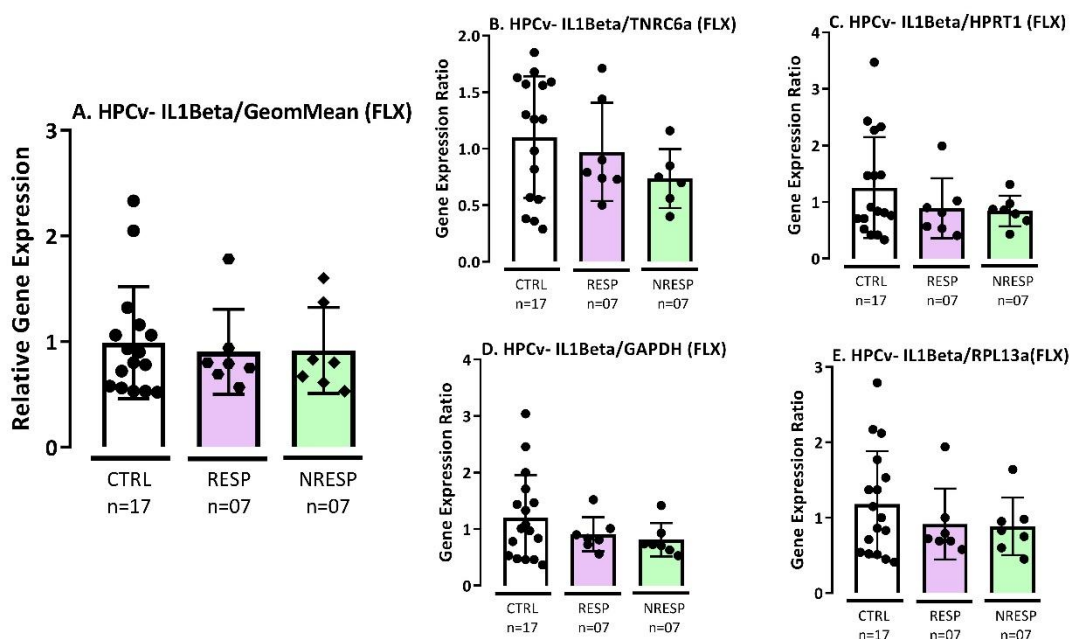 A. HPCv- IL1Beta/GeomMean (FLX)
Relative Gene Expression
3
2
1
0
CTRL
n=17
RESP
n=07
NRESP
n=07
B. HPCv- IL1Beta/TNRC6a (FLX)
Gene Expression Ratio
2.0
1.5
1.0
0.5
0.0
CTRL
n=17
RESP
n=07
NRESP
n=07
C. HPCv- IL1Beta/HPRT1 (FLX)
Gene Expression Ratio
4
3
2
1
0
CTRL
n=17
RESP
n=07
NRESP
n=07
D. HPCv- IL1Beta/GAPDH (FLX)
Gene Expression Ratio
4
3
2
1
0
CTRL
n=17
RESP
n=07
NRESP
n=07
E. HPCv- IL1Beta/RPL13a(FLX)
Gene Expression Ratio
3
2
1
0
CTRL
n=17
RESP
n=07
NRESP
n=07